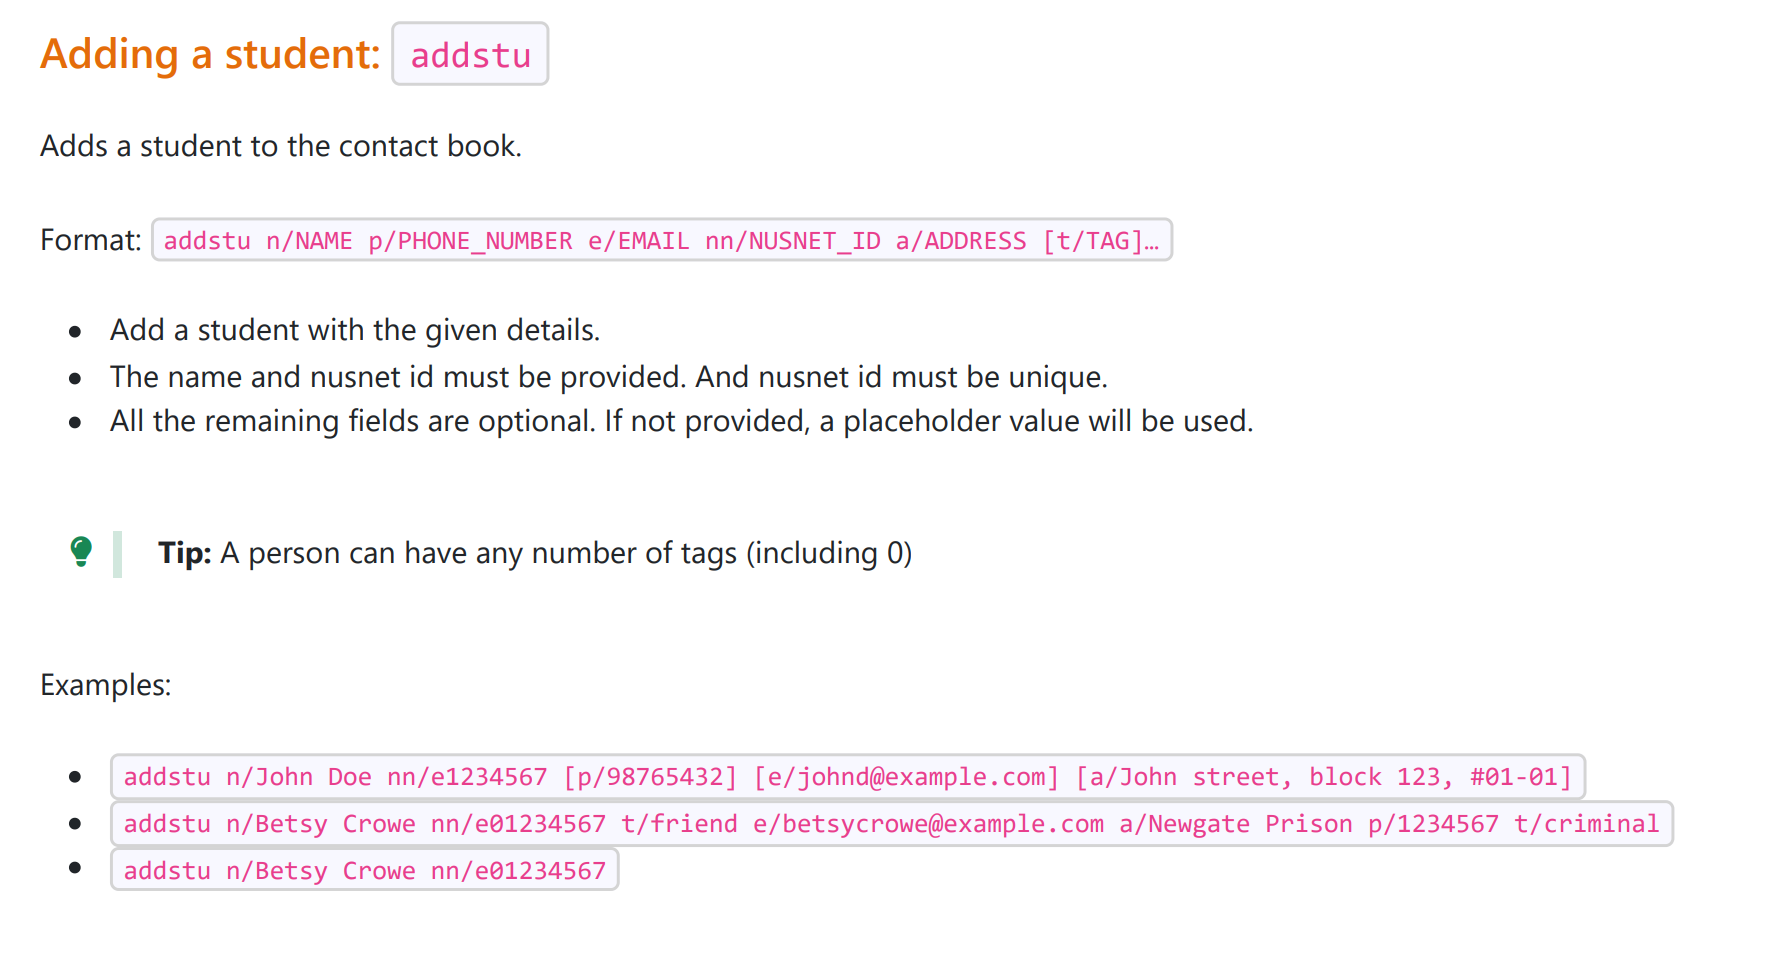 Adding a student: addstu
Adds a student to the contact book.
Format: addstu n/NAME p/PHONE_NUMBER e/EMAIL nn/NUSNET_ID a/ADDRESS [t/TAG]…
Add a student with the given details.
The name and nusnet id must be provided. And nusnet id must be unique.
All the remaining fields are optional. If not provided, a placeholder value will be used.
Tip: A person can have any number of tags (including 0)
Examples:
addstu n/John Doe nn/e1234567 [p/98765432] [e/johnd@example.com] [a/John street, block 123, #01-01]
addstu n/Betsy Crowe nn/e01234567 t/friend e/betsycrowe@example.com a/Newgate Prison p/1234567 t/criminal
addstu n/Betsy Crowe nn/e01234567